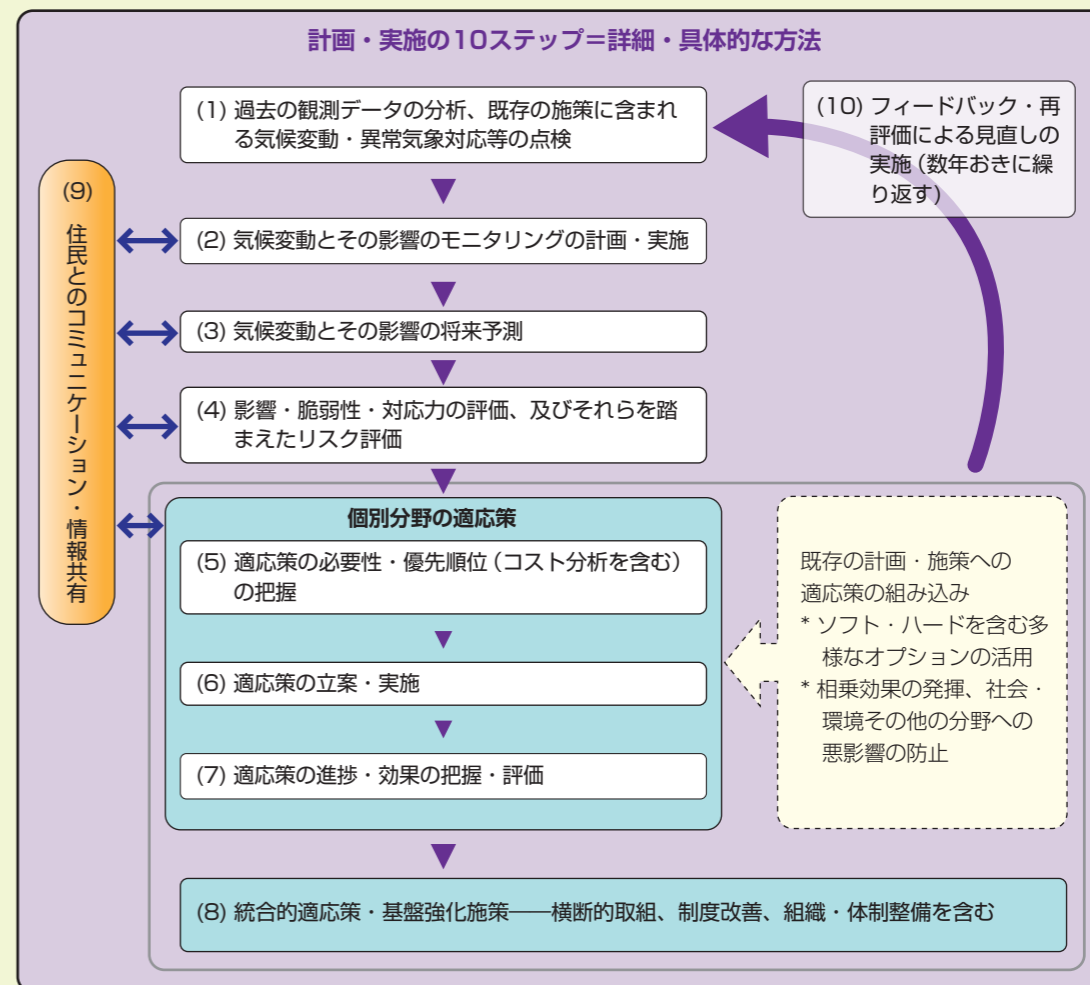 計画・実施の10ステップ＝詳細・具体的な方法
(1) 過去の観測データの分析、既存の施策に含まれ
る気候変動・異常気象対応等の点検
(10) フィードバック・再
評価による見直しの
実施（数年おきに繰
り返す）
(9) 住民とのコミュニケーション・情報共有
(2) 気候変動とその影響のモニタリングの計画・実施
(3) 気候変動とその影響の将来予測
(4) 影響・脆弱性・対応力の評価、及びそれらを踏
まえたリスク評価
個別分野の適応策
(5) 適応策の必要性・優先順位（コスト分析を含む）
の把握
(6) 適応策の立案・実施
(7) 適応策の進捗・効果の把握・評価
既存の計画・施策への
適応策の組み込み
* ソフト・ハードを含む多
様なオプションの活用
* 相乗効果の発揮、社会・
環境その他の分野への
悪影響の防止
(8) 統合的適応策・基盤強化施策――横断的取組、制度改善、組織・体制整備を含む